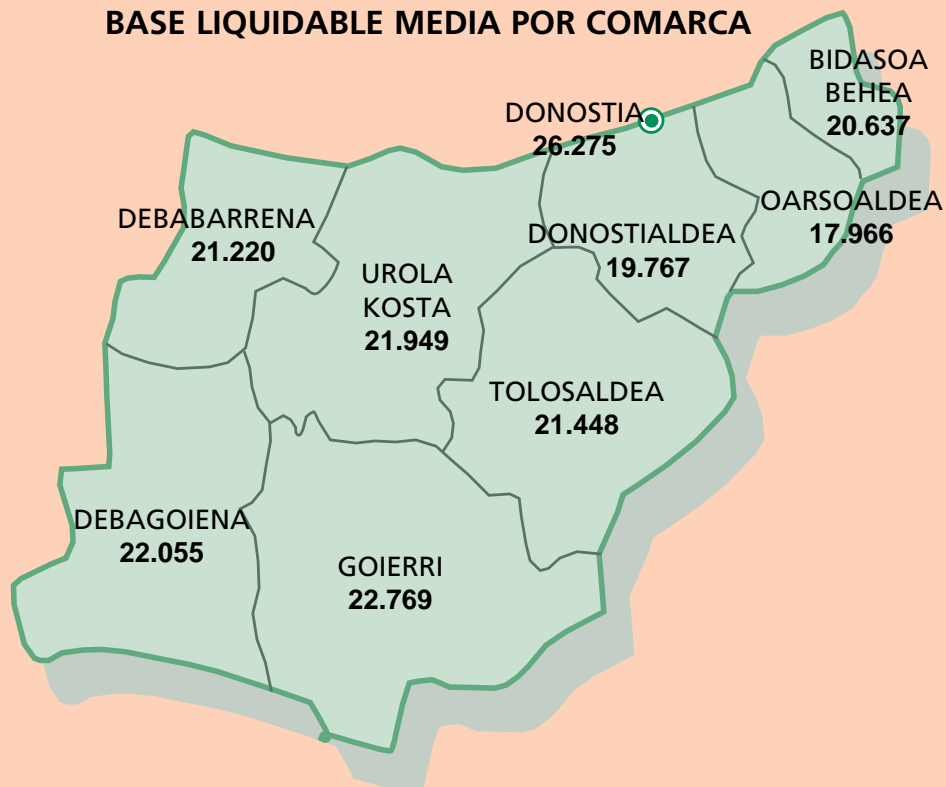 BASE LIQUIDABLE MEDIA POR COMARCA
BIDASOA
BEHEA
20.637
DONOSTIA
26.275
OARSOALDEA
17.966
DEBABARRENA
21.220
DONOSTIALDEA
19.767
UROLA
KOSTA
21.949
TOLOSALDEA
21.448
DEBAGOIENA
22.055
GOIERRI
22.769